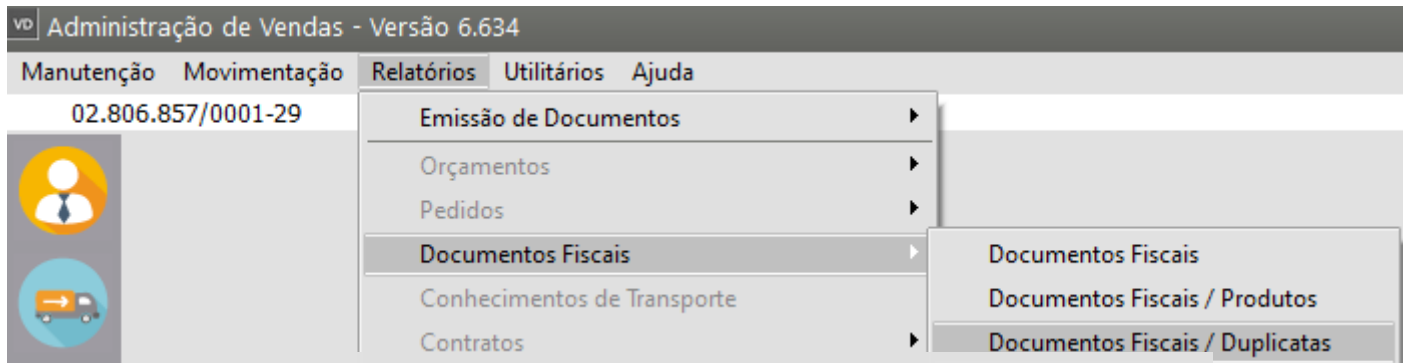 VD Administração de Vendas - Versão 6.634
Manutenção Movimentação Relatórios Utilitários Ajuda
02.806.857/0001-29
Emissão de Documentos
Orçamentos
Pedidos
Documentos Fiscais
Conhecimentos de Transporte
Contratos
Documentos Fiscais
Documentos Fiscais / Produtos
Documentos Fiscais / Duplicatas